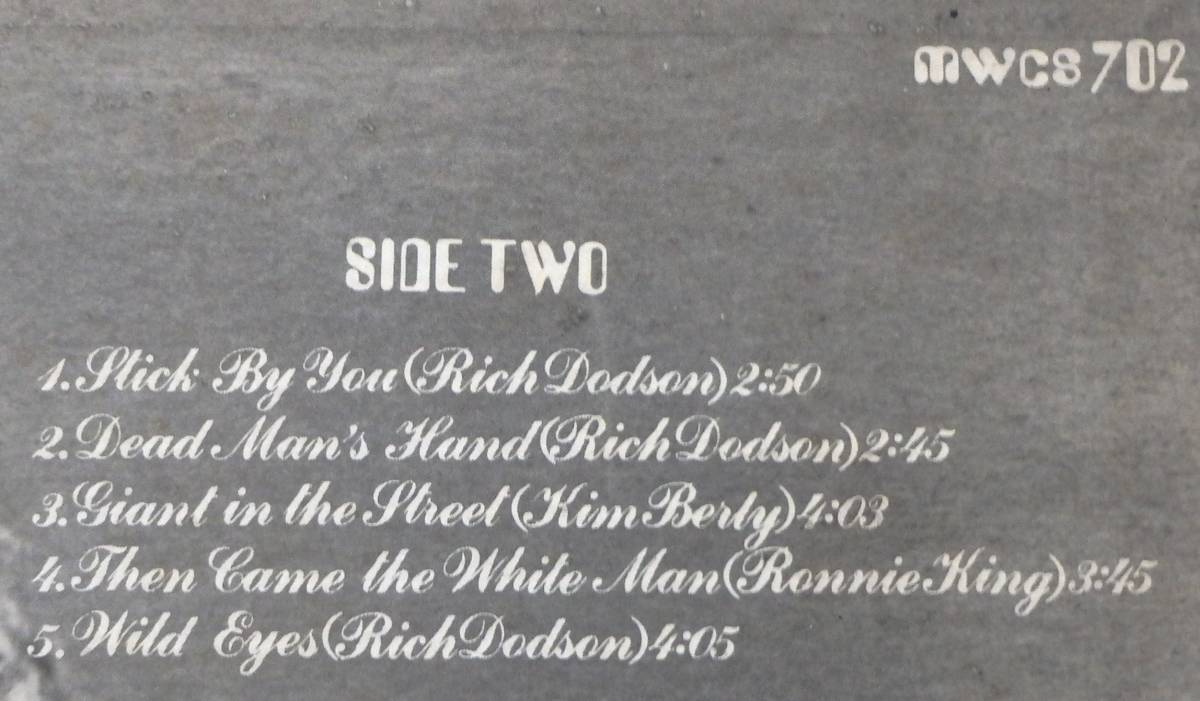 MWCS 702
SIDE TWO
1. Stick By You (Rich Dodson) 2:50
2. Dead Man's Hand (Rich Dodson) 2:45
3. Giant in the Street (Kim Berly) 4:03
4. Then Came the White Man (Ronnie King) 3:45
5. Wild Eyes (Rich Dodson) 4:05